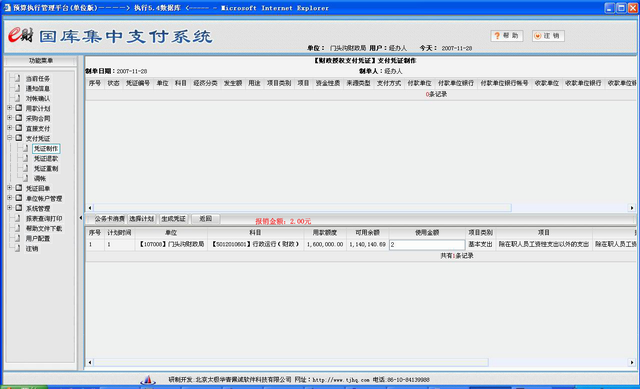 预算执行管理平台(单位版)-----> 执行5.4数据库 <----- - Microsoft Internet Explorer
e财 国库集中支付系统
帮 助
注 销
单位： 门头沟财政局 用户：经办人 今天： 2007-11-28
功能菜单
当前任务
通知信息
对帐确认
用款计划
采购合同
直接支付
支付凭证
凭证制作
凭证退款
凭证重制
调帐
凭证回单
单位帐户管理
系统管理
报表查询打印
帮助文件下载
用户配置
注销
【财政授权支付凭证】支付凭证制作
制单日期：2007-11-28 制单人：经办人
序号 状态 凭证编号 单位 科目 经济分类 发生额 用途 项目类别 项目 资金性质 来源类型 支付方式 付款单位 付款单位银行 付款单位银行帐号 收款单位 收款单位银行 收款单位银
0条记录
公务卡消费 选择计划 生成凭证 返回 报销金额：2.00元
序号 计划时间 单位 科目 用款额度 可用余额 使用金额 项目类别 项目
1 1 【107008】门头沟财政局 【5012010601】行政运行（财政） 1,600,000.00 1,140,140.69 2 基本支出 除在职人员工资性支出以外的支出 除在职人员工
共有1条记录
研制开发:北京太极华青佩诚软件科技有限公司 网址：http://www.tjhq.com 电话:86-10-84139988